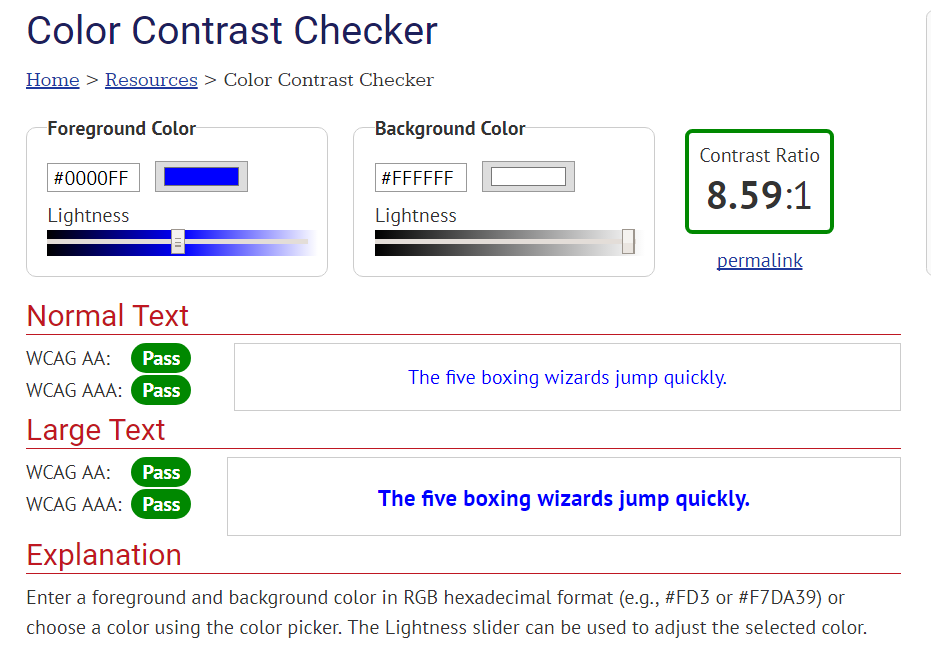 Color Contrast Checker
Home > Resources > Color Contrast Checker
Foreground Color
#0000FF
Lightness
Background Color
#FFFFFF
Lightness
Contrast Ratio
8.59:1
permalink
Normal Text
WCAG AA: Pass
WCAG AAA: Pass
The five boxing wizards jump quickly.
Large Text
WCAG AA: Pass
WCAG AAA: Pass
The five boxing wizards jump quickly.
Explanation
Enter a foreground and background color in RGB hexadecimal format (e.g., #FD3 or #F7DA39) or
choose a color using the color picker. The Lightness slider can be used to adjust the selected color.